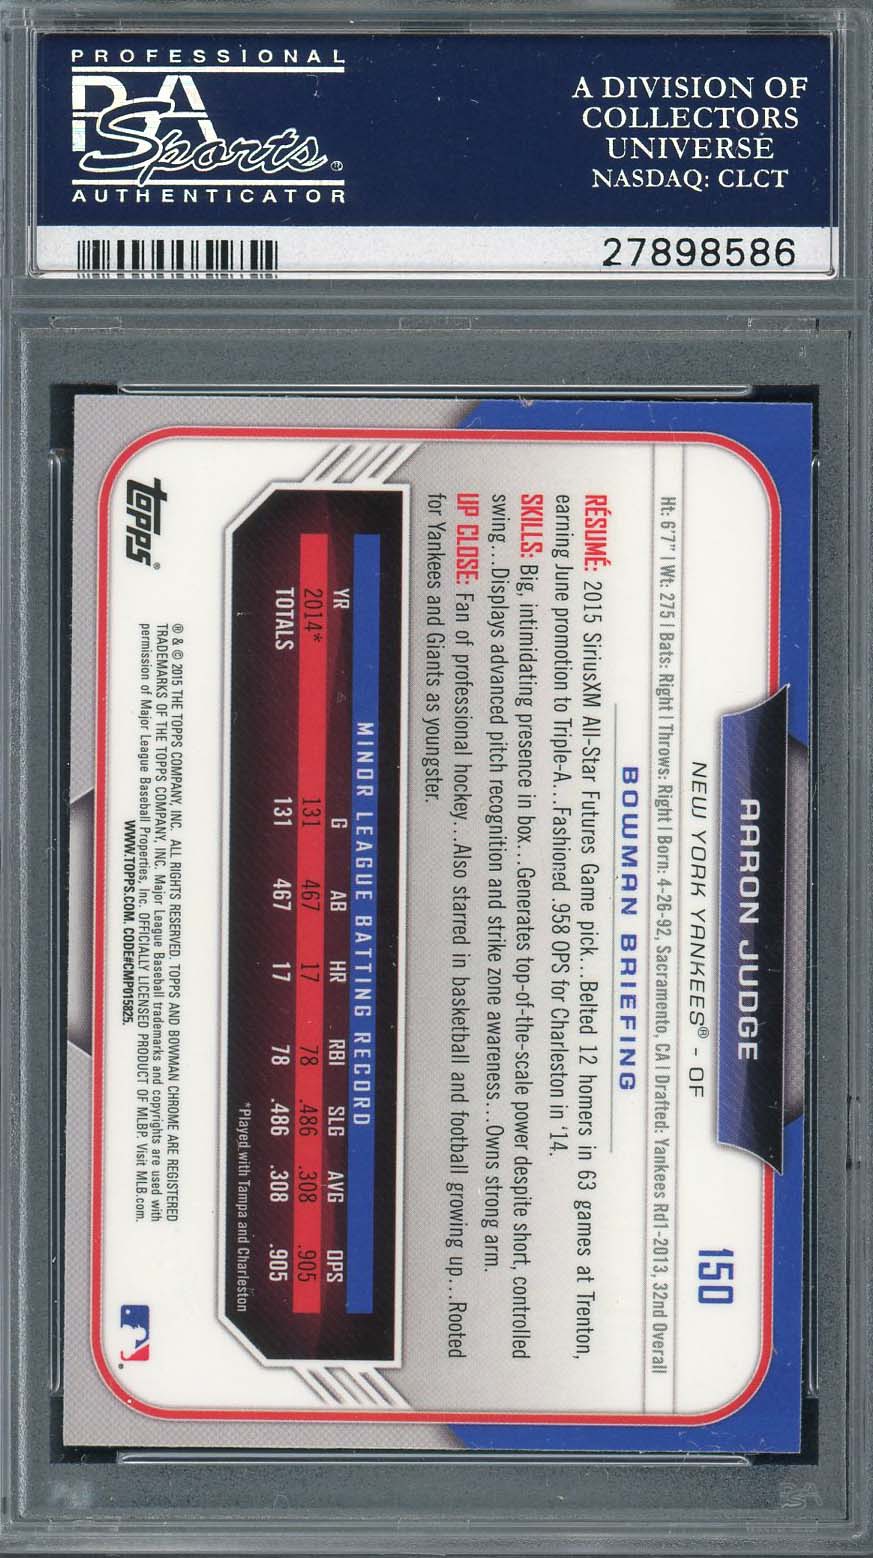 PROFESSIONAL
PSA
Sports®
AUTHENTICATOR
A DIVISION OF
COLLECTORS
UNIVERSE
NASDAQ: CLCT
27898586
AARON JUDGE
150
NEW YORK YANKEES® - OF
Ht: 6'7" | Wt: 275 | Bats: Right | Throws: Right | Born: 4-26-92, Sacramento, CA | Drafted: Yankees Rd1-2013, 32nd Overall
BOWMAN BRIEFING
RÉSUMÉ: 2015 SiriusXM All-Star Futures Game pick...Belted 12 homers in 63 games at Trenton,
earning June promotion to Triple-A...Fashioned .958 OPS for Charleston in '14.
SKILLS: Big, intimidating presence in box...Generates top-of-the-scale power despite short, controlled
swing...Displays advanced pitch recognition and strike zone awareness...Owns strong arm.
UP CLOSE: Fan of professional hockey...Also starred in basketball and football growing up...Rooted
for Yankees and Giants as youngster.
MINOR LEAGUE BATTING RECORD
YR G AB HR RBI SLG AVG OPS
2014* 131 467 17 78 .486 .308 .905
TOTALS 131 467 17 78 .486 .308 .905
*Played with Tampa and Charleston
topps®
® & © 2015 THE TOPPS COMPANY, INC. ALL RIGHTS RESERVED. TOPPS AND BOWMAN CHROME ARE REGISTERED
TRADEMARKS OF THE TOPPS COMPANY, INC. Major League Baseball trademarks and copyrights are used with
permission of Major League Baseball Properties, Inc. OFFICIALLY LICENSED PRODUCT OF MLBP. Visit MLB.com.
WWW.TOPPS.COM. CODE#CMP015825.
PSA